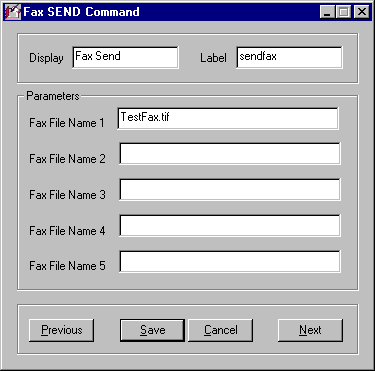 Fax SEND Command
Display Fax Send Label sendfax
Parameters
Fax File Name 1 TestFax.tif
Fax File Name 2
Fax File Name 3
Fax File Name 4
Fax File Name 5
Previous Save Cancel Next